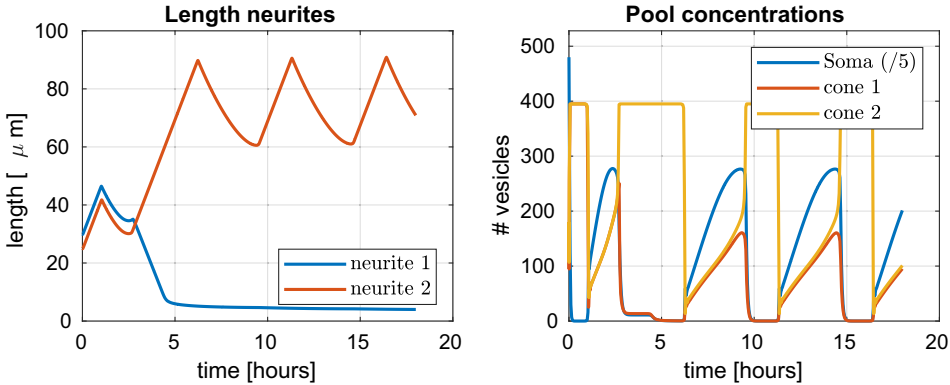 Length neurites
100
80
60
40
20
0
length [ μ m]
0 5 10 15 20
time [hours]
neurite 1
neurite 2
Pool concentrations
500
400
300
200
100
0
# vesicles
0 5 10 15 20
time [hours]
Soma (/5)
cone 1
cone 2